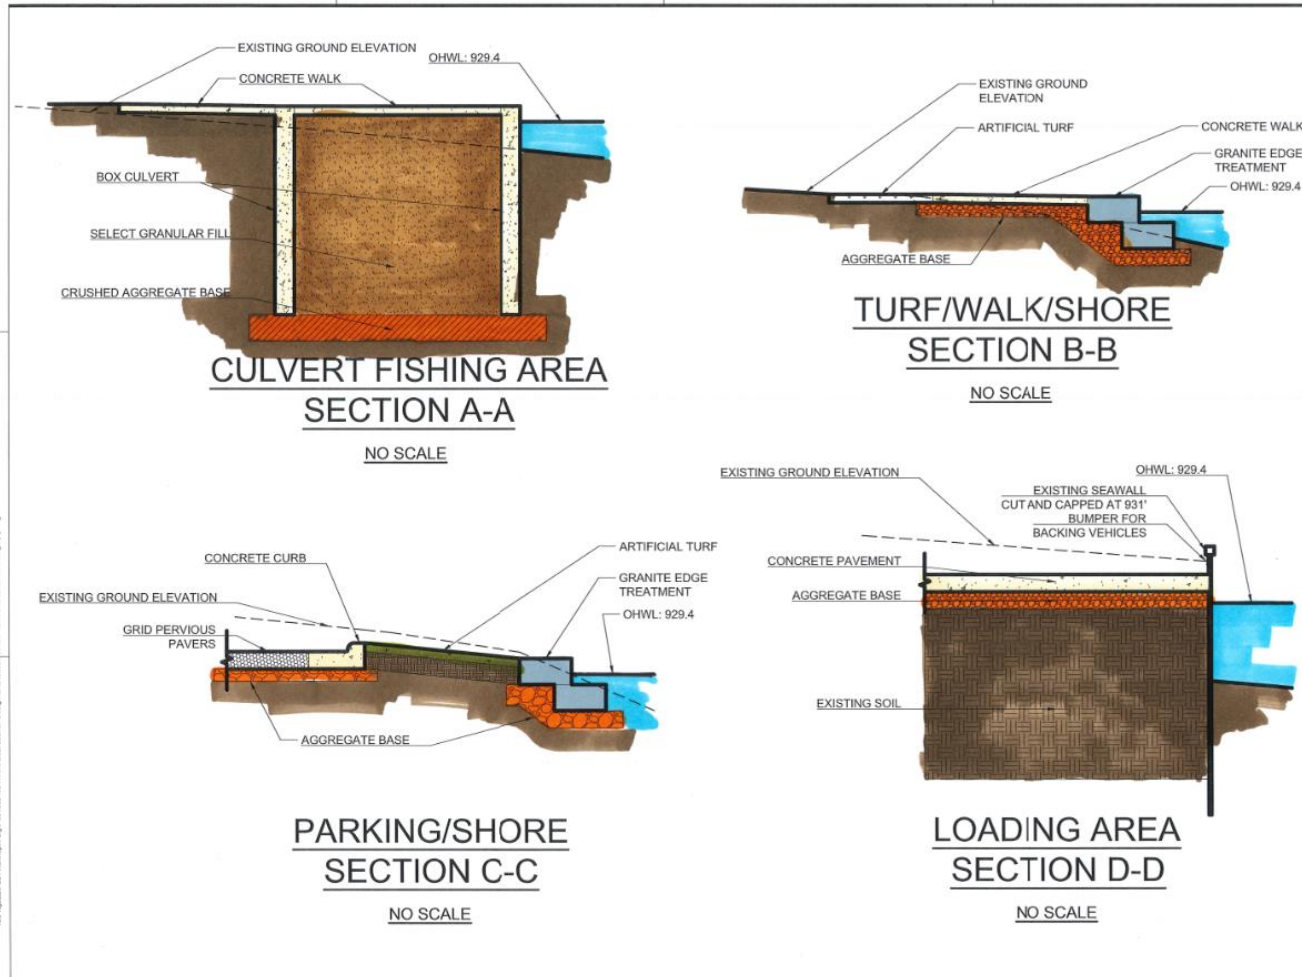 EXISTING GROUND ELEVATION
OHWL: 929.4
CONCRETE WALK
BOX CULVERT
SELECT GRANULAR FILL
CRUSHED AGGREGATE BASE
CULVERT FISHING AREA
SECTION A-A
NO SCALE
EXISTING GROUND
ELEVATION
ARTIFICIAL TURF
CONCRETE WALK
GRANITE EDGE
TREATMENT
OHWL: 929.4
AGGREGATE BASE
TURF/WALK/SHORE
SECTION B-B
NO SCALE
CONCRETE CURB
ARTIFICIAL TURF
GRANITE EDGE
TREATMENT
EXISTING GROUND ELEVATION
OHWL: 929.4
GRID PERVIOUS
PAVERS
AGGREGATE BASE
PARKING/SHORE
SECTION C-C
NO SCALE
EXISTING GROUND ELEVATION
OHWL: 929.4
EXISTING SEAWALL
CUT AND CAPPED AT 931'
BUMPER FOR
BACKING VEHICLES
CONCRETE PAVEMENT
AGGREGATE BASE
EXISTING SOIL
LOADING AREA
SECTION D-D
NO SCALE